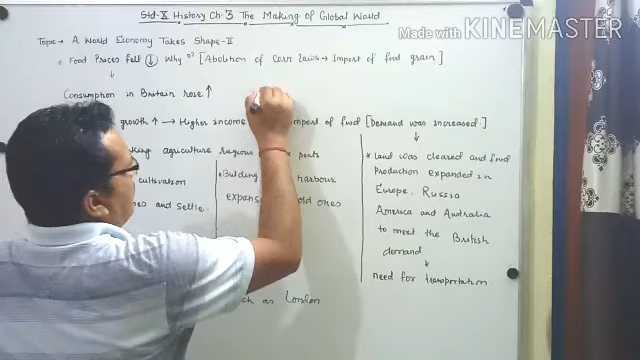 Made with KINEMASTER
Std-X History Ch-3 The Making of Global World
Topic → A World Economy Takes Shape-II
* Food Prices fell ↓ Why ?? [Abolition of Corn laws → Import of food grain]
↓
Consumption in Britain rose ↑
growth ↑ → Higher income import of food [Demand was increased.]
↓
king agriculture regions ports
cultivation
es and settle.
* Building harbour
expans old ones
* Land was cleared and food
Production expanded in
Europe, Russia
America and Australia
to meet the British
demand
↓
need for transportation
ch as London